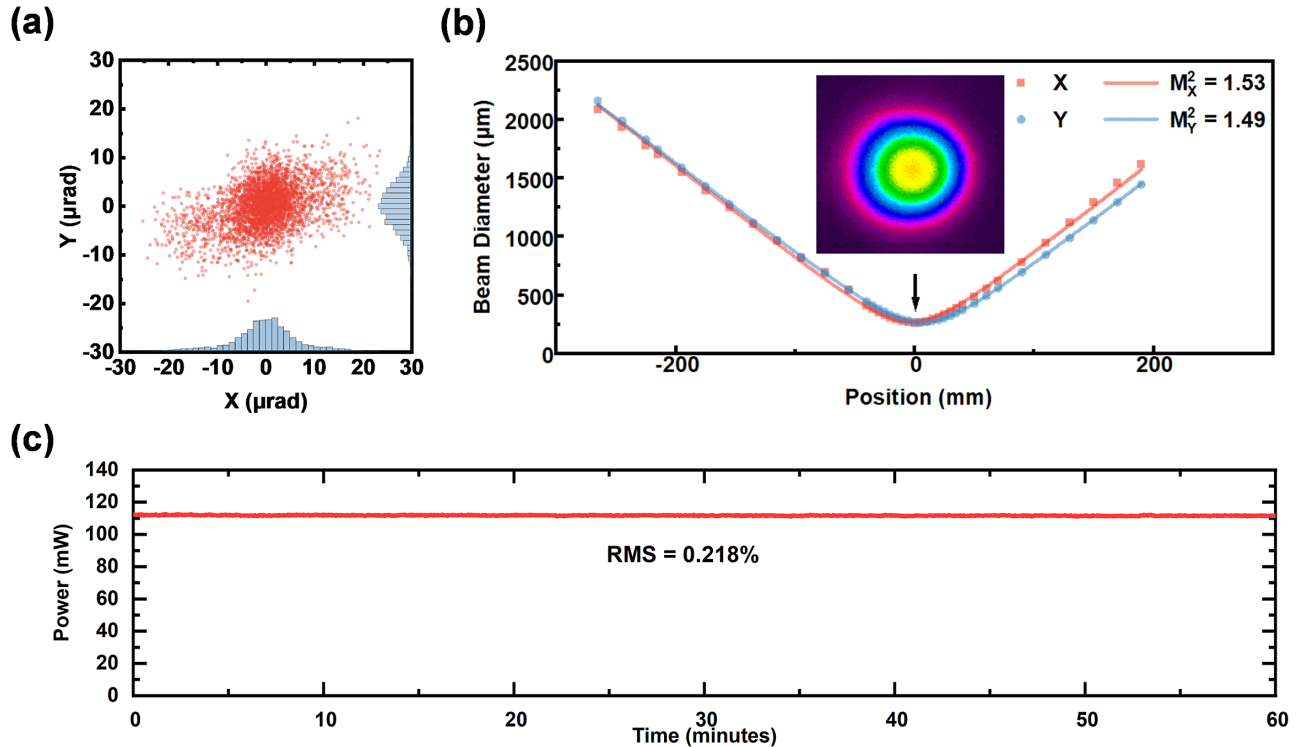 (a)
30
20
10
0
-10
-20
-30
-30 -20 -10 0 10 20 30
Y (μrad)
X (μrad)
(b)
2500
2000
1500
1000
500
0
-200 0 200
Beam Diameter (μm)
Position (mm)
X M²X = 1.53
Y M²Y = 1.49
(c)
140
120
100
80
60
40
20
0
0 10 20 30 40 50 60
Power (mW)
RMS = 0.218%
Time (minutes)